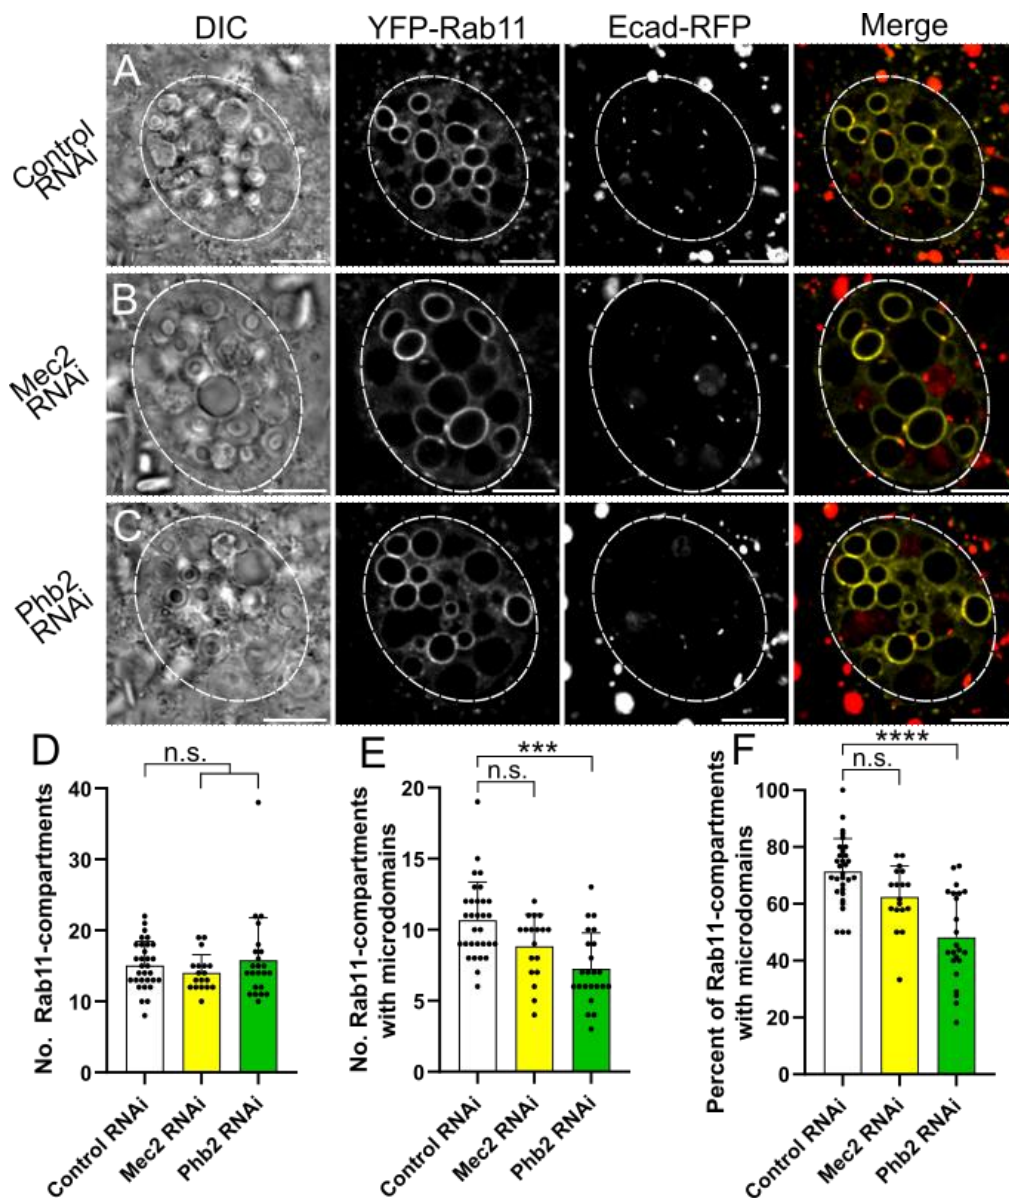 DIC YFP-Rab11 Ecad-RFP Merge
A
Control
RNAi
B
Mec2
RNAi
C
Phb2
RNAi
D
n.s.
No. Rab11-compartments
40
30
20
10
0
Control RNAi
Mec2 RNAi
Phb2 RNAi
E
***
n.s.
No. Rab11-compartments
with microdomains
20
15
10
5
0
Control RNAi
Mec2 RNAi
Phb2 RNAi
F
****
n.s.
Percent of Rab11-compartments
with microdomains
100
80
60
40
20
0
Control RNAi
Mec2 RNAi
Phb2 RNAi